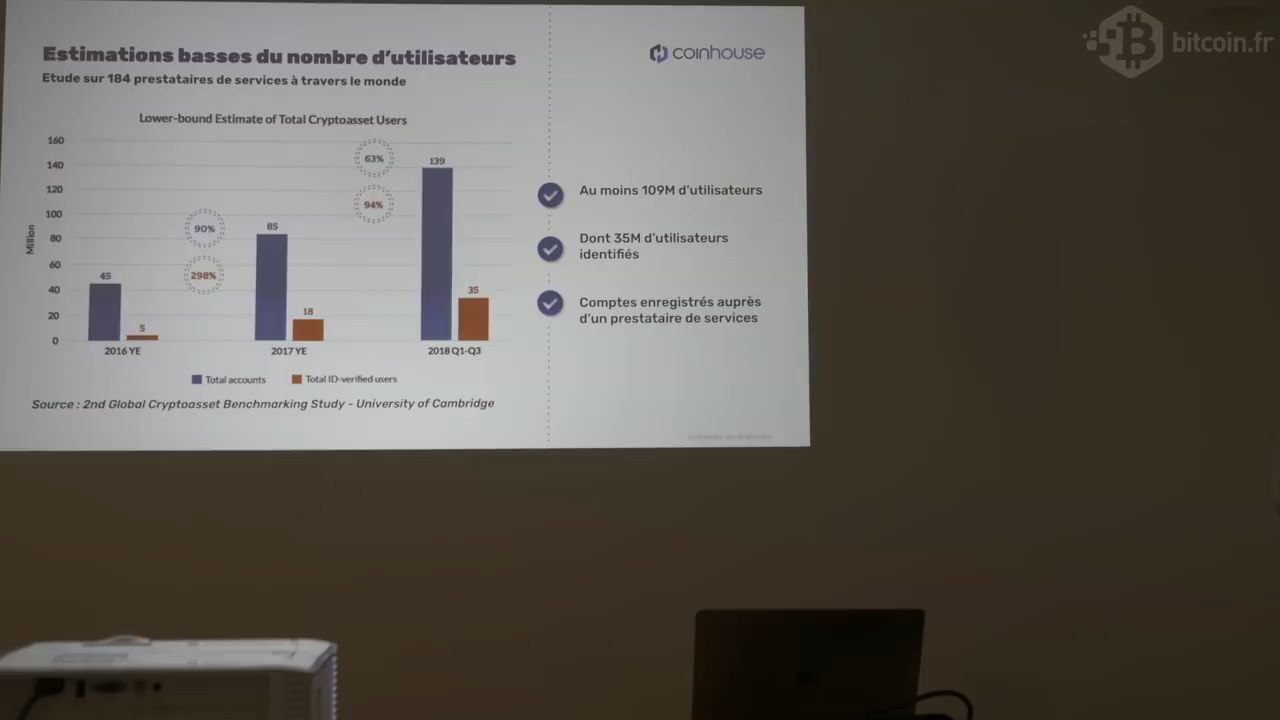 Estimations basses du nombre d'utilisateurs
Etude sur 184 prestataires de services à travers le monde
coinhouse
bitcoin.fr
Lower-bound Estimate of Total Cryptoasset Users
Million
160
140
120
100
80
60
40
20
0
45
5
90%
298%
85
18
63%
94%
139
35
2016 YE
2017 YE
2018 Q1-Q3
Total accounts
Total ID-verified users
Source : 2nd Global Cryptoasset Benchmarking Study - University of Cambridge
Au moins 109M d'utilisateurs
Dont 35M d'utilisateurs
identifiés
Comptes enregistrés auprès
d'un prestataire de services